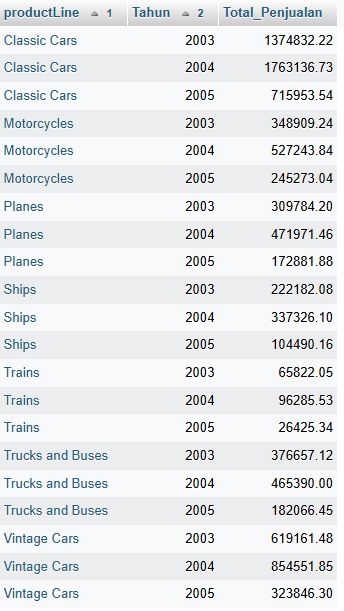 productLine 1 Tahun 2 Total_Penjualan
Classic Cars 2003 1374832.22
Classic Cars 2004 1763136.73
Classic Cars 2005 715953.54
Motorcycles 2003 348909.24
Motorcycles 2004 527243.84
Motorcycles 2005 245273.04
Planes 2003 309784.20
Planes 2004 471971.46
Planes 2005 172881.88
Ships 2003 222182.08
Ships 2004 337326.10
Ships 2005 104490.16
Trains 2003 65822.05
Trains 2004 96285.53
Trains 2005 26425.34
Trucks and Buses 2003 376657.12
Trucks and Buses 2004 465390.00
Trucks and Buses 2005 182066.45
Vintage Cars 2003 619161.48
Vintage Cars 2004 854551.85
Vintage Cars 2005 323846.30